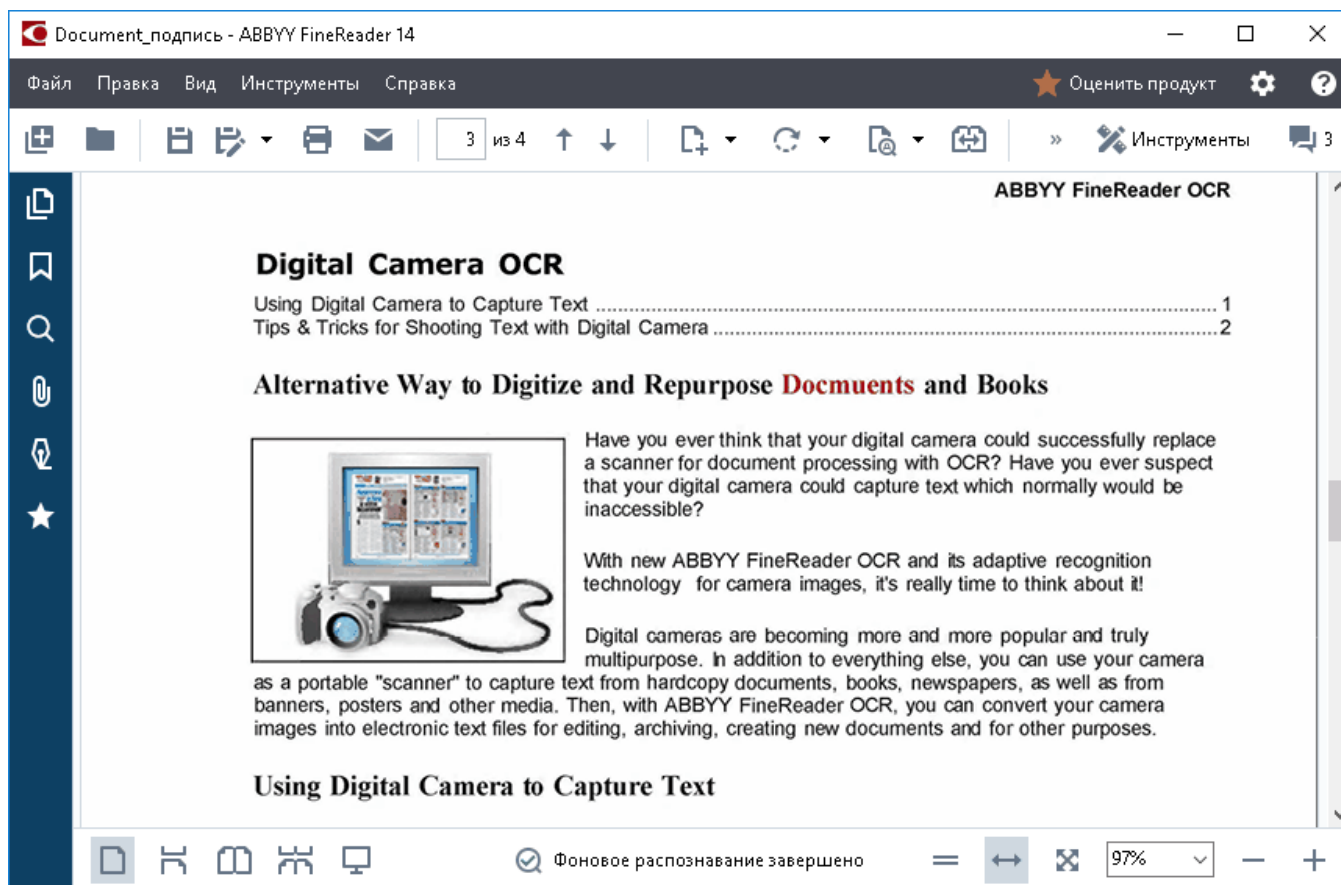 Document_подпись - ABBYY FineReader 14
Файл Правка Вид Инструменты Справка Оценить продукт
3 из 4 Инструменты 3
ABBYY FineReader OCR
Digital Camera OCR
Using Digital Camera to Capture Text ........................................ 1
Tips & Tricks for Shooting Text with Digital Camera ........................................ 2
Alternative Way to Digitize and Repurpose Docmuents and Books
Have you ever think that your digital camera could successfully replace
a scanner for document processing with OCR? Have you ever suspect
that your digital camera could capture text which normally would be
inaccessible?
With new ABBYY FineReader OCR and its adaptive recognition
technology for camera images, it's really time to think about it!
Digital cameras are becoming more and more popular and truly
multipurpose. In addition to everything else, you can use your camera
as a portable "scanner" to capture text from hardcopy documents, books, newspapers, as well as from
banners, posters and other media. Then, with ABBYY FineReader OCR, you can convert your camera
images into electronic text files for editing, archiving, creating new documents and for other purposes.
Using Digital Camera to Capture Text
Фоновое распознавание завершено 97%